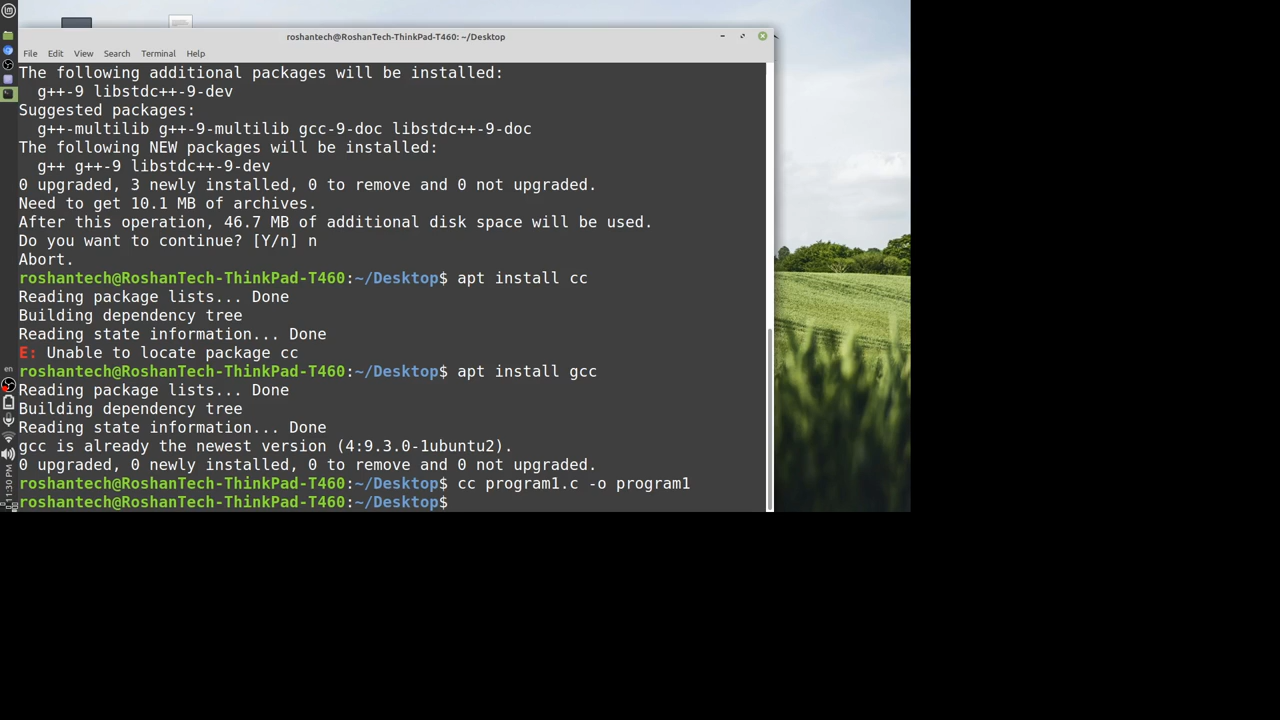 roshantech@RoshanTech-ThinkPad-T460: ~/Desktop
File Edit View Search Terminal Help
The following additional packages will be installed:
  g++-9 libstdc++-9-dev
Suggested packages:
  g++-multilib g++-9-multilib gcc-9-doc libstdc++-9-doc
The following NEW packages will be installed:
  g++ g++-9 libstdc++-9-dev
0 upgraded, 3 newly installed, 0 to remove and 0 not upgraded.
Need to get 10.1 MB of archives.
After this operation, 46.7 MB of additional disk space will be used.
Do you want to continue? [Y/n] n
Abort.
roshantech@RoshanTech-ThinkPad-T460:~/Desktop$ apt install cc
Reading package lists... Done
Building dependency tree
Reading state information... Done
E: Unable to locate package cc
roshantech@RoshanTech-ThinkPad-T460:~/Desktop$ apt install gcc
Reading package lists... Done
Building dependency tree
Reading state information... Done
gcc is already the newest version (4:9.3.0-1ubuntu2).
0 upgraded, 0 newly installed, 0 to remove and 0 not upgraded.
roshantech@RoshanTech-ThinkPad-T460:~/Desktop$ cc program1.c -o program1
roshantech@RoshanTech-ThinkPad-T460:~/Desktop$
en
11:30 PM